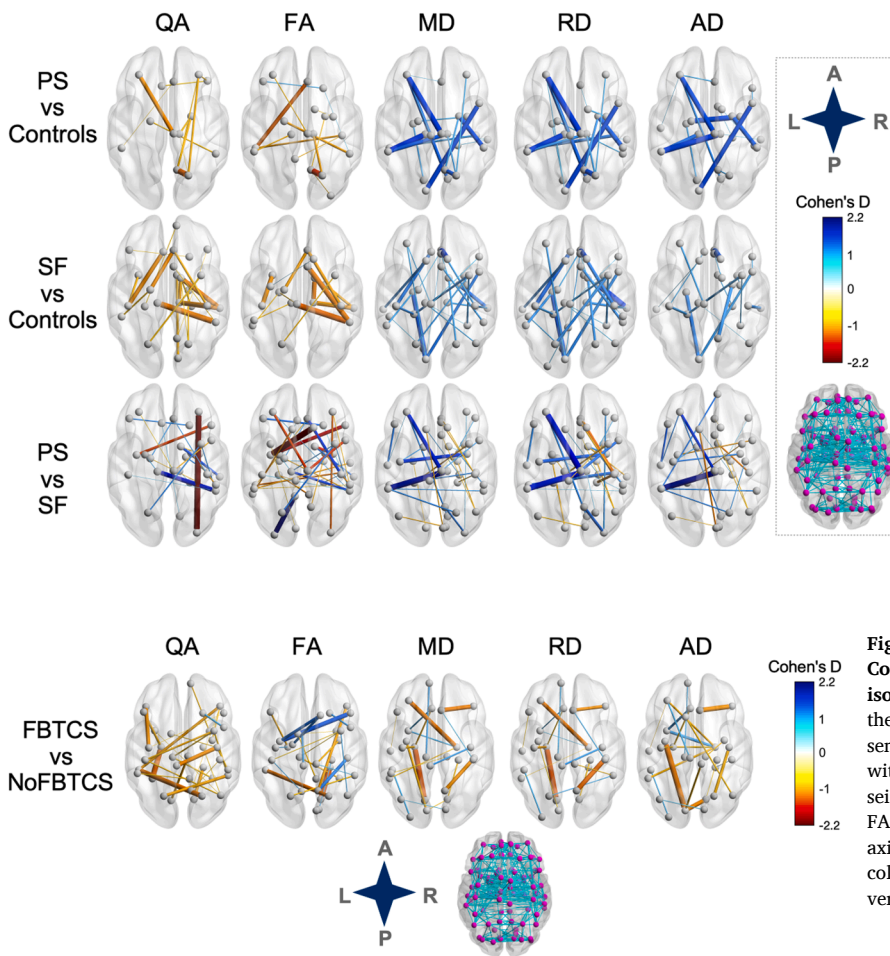 QA FA MD RD AD
PS
vs
Controls
A
L R
P
Cohen's D
2.2
1
0
-1
-2.2
SF
vs
Controls
PS
vs
SF
QA FA MD RD AD
FBTCS
vs
NoFBTCS
Cohen's D
2.2
1
0
-1
-2.2
A
L R
P
Fig
Co
iso
the
sen
wit
sei
FA
axi
col
ver